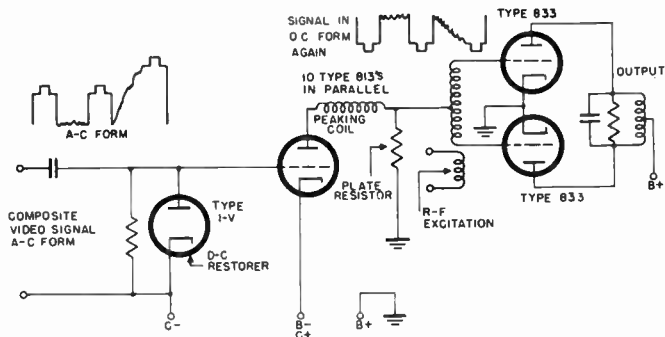 SIGNAL IN
D C FORM
AGAIN
TYPE 833
10 TYPE 813'S
IN PARALLEL
PEAKING
COIL
OUTPUT
A-C FORM
PLATE
RESISTOR
R-F
EXCITATION
TYPE 833
B+
COMPOSITE
VIDEO SIGNAL
A-C FORM
TYPE
1-V
D-C
RESTORER
C-
B-
C+
B+